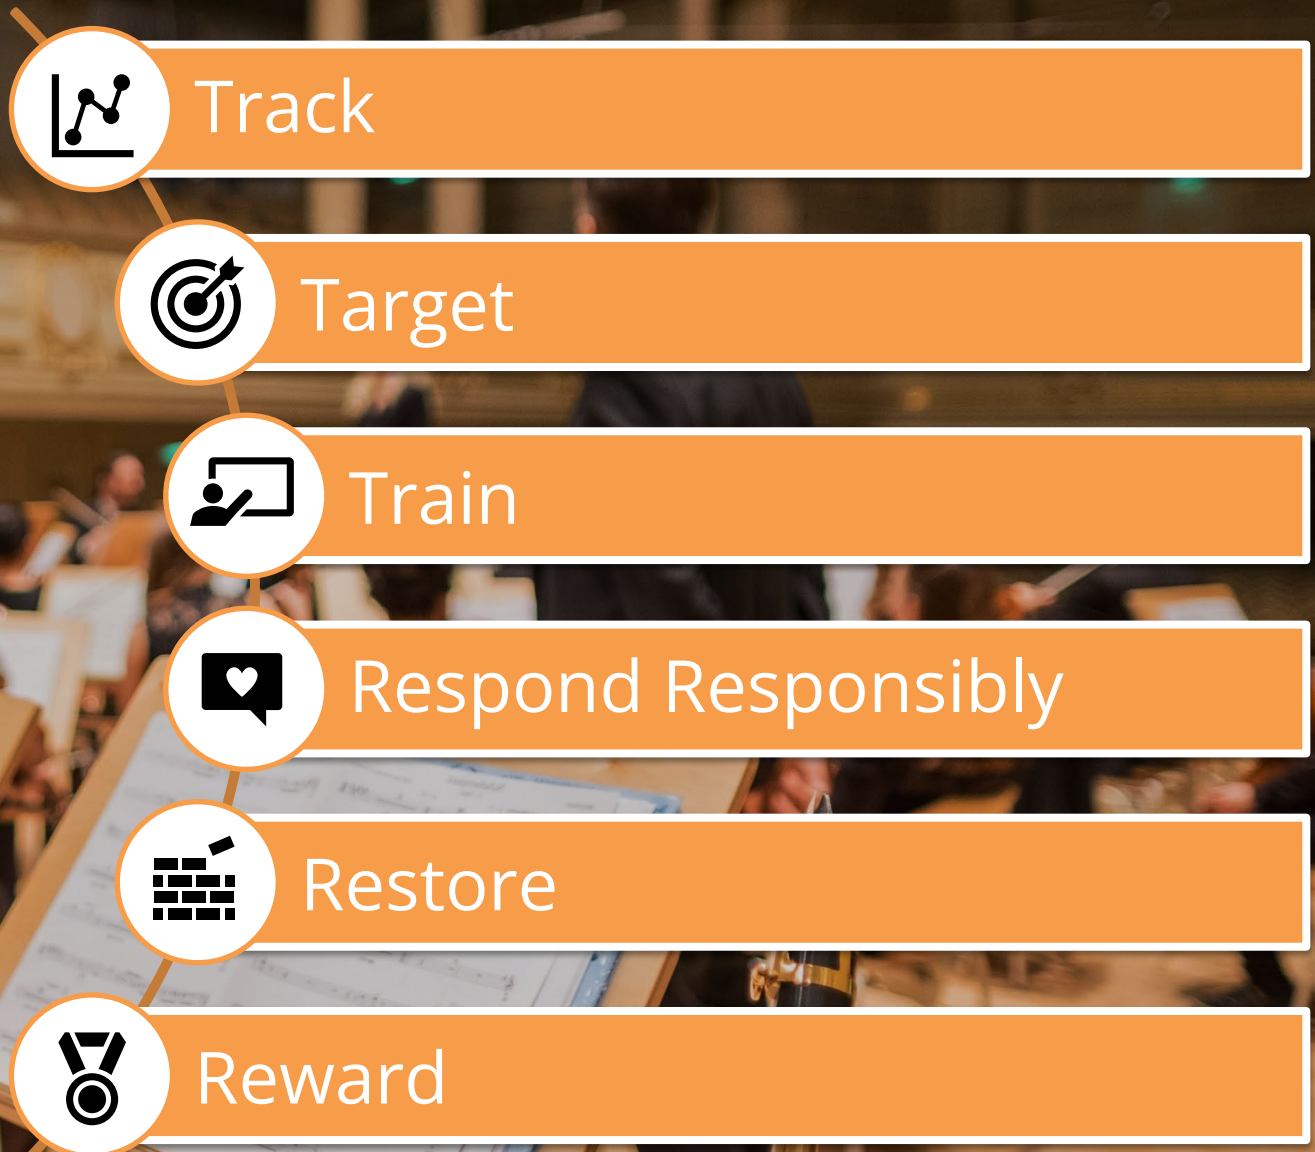 Track
Target
Train
Respond Responsibly
Restore
Reward